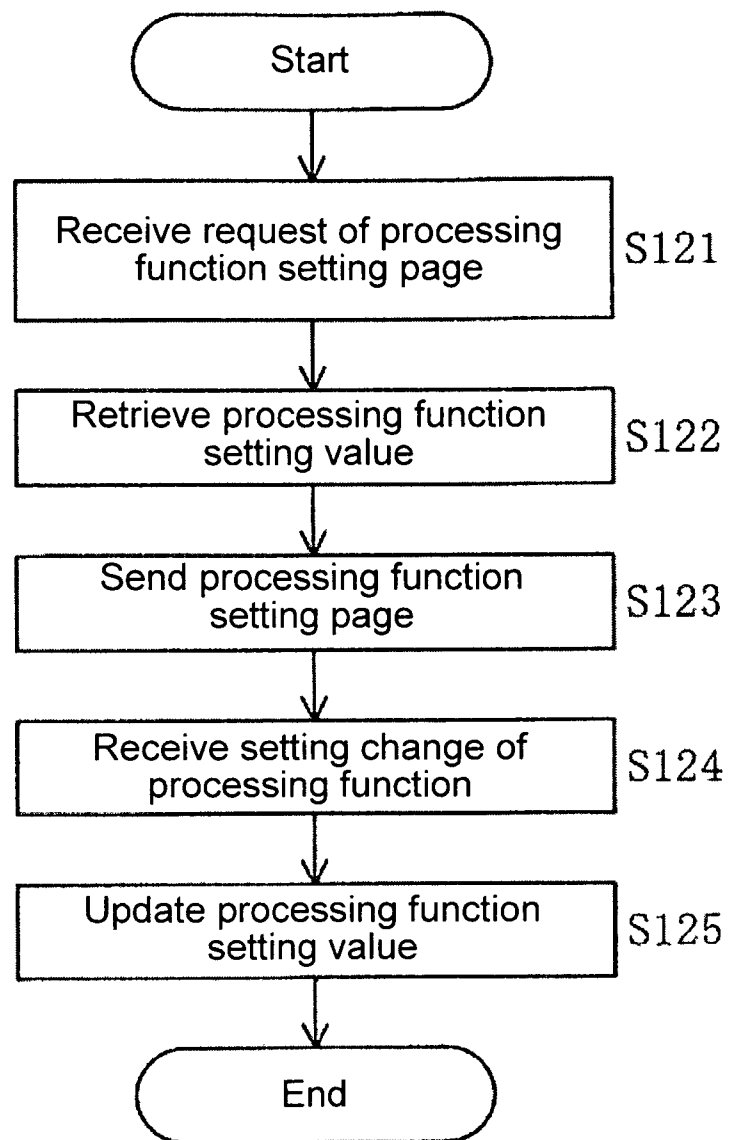 Start
Receive request of processing
function setting page
S121
Retrieve processing function
setting value
S122
Send processing function
setting page
S123
Receive setting change of
processing function
S124
Update processing function
setting value
S125
End